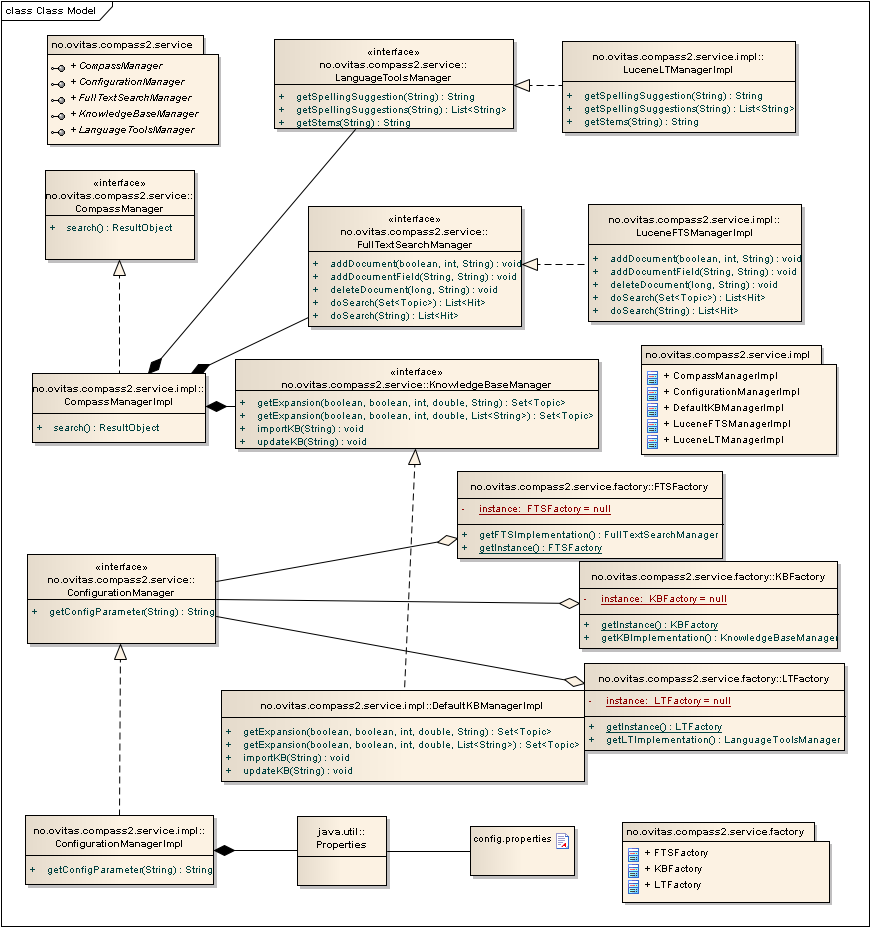 class Class Model
no.ovitas.compass2.service
+ CompassManager
+ ConfigurationManager
+ FullTextSearchManager
+ KnowledgeBaseManager
+ LanguageToolsManager
«interface»
no.ovitas.compass2.service::
LanguageToolsManager
+ getSpellingSuggestion(String) : String
+ getSpellingSuggestions(String) : List<String>
+ getStems(String) : String
no.ovitas.compass2.service.impl::
LuceneLTManagerImpl
+ getSpellingSuggestion(String) : String
+ getSpellingSuggestions(String) : List<String>
+ getStems(String) : String
«interface»
no.ovitas.compass2.service::
CompassManager
+ search() : ResultObject
«interface»
no.ovitas.compass2.service::
FullTextSearchManager
+ addDocument(boolean, int, String) : void
+ addDocumentField(String, String) : void
+ deleteDocument(long, String) : void
+ doSearch(Set<Topic>) : List<Hit>
+ doSearch(String) : List<Hit>
no.ovitas.compass2.service.impl::
LuceneFTSManagerImpl
+ addDocument(boolean, int, String) : void
+ addDocumentField(String, String) : void
+ deleteDocument(long, String) : void
+ doSearch(Set<Topic>) : List<Hit>
+ doSearch(String) : List<Hit>
no.ovitas.compass2.service.impl::
CompassManagerImpl
+ search() : ResultObject
«interface»
no.ovitas.compass2.service::KnowledgeBaseManager
+ getExpansion(boolean, boolean, int, double, String) : Set<Topic>
+ getExpansion(boolean, boolean, int, double, List<String>) : Set<Topic>
+ importKB(String) : void
+ updateKB(String) : void
no.ovitas.compass2.service.impl
+ CompassManagerImpl
+ ConfigurationManagerImpl
+ DefaultKBManagerImpl
+ LuceneFTSManagerImpl
+ LuceneLTManagerImpl
no.ovitas.compass2.service.factory::FTSFactory
- instance: FTSFactory = null
+ getFTSImplementation() : FullTextSearchManager
+ getInstance() : FTSFactory
«interface»
no.ovitas.compass2.service::
ConfigurationManager
+ getConfigParameter(String) : String
no.ovitas.compass2.service.factory::KBFactory
- instance: KBFactory = null
+ getInstance() : KBFactory
+ getKBImplementation() : KnowledgeBaseManager
no.ovitas.compass2.service.factory::LTFactory
- instance: LTFactory = null
+ getInstance() : LTFactory
+ getLTImplementation() : LanguageToolsManager
no.ovitas.compass2.service.impl::DefaultKBManagerImpl
+ getExpansion(boolean, boolean, int, double, String) : Set<Topic>
+ getExpansion(boolean, boolean, int, double, List<String>) : Set<Topic>
+ importKB(String) : void
+ updateKB(String) : void
no.ovitas.compass2.service.impl::
ConfigurationManagerImpl
+ getConfigParameter(String) : String
java.util::
Properties
config.properties
no.ovitas.compass2.service.factory
+ FTSFactory
+ KBFactory
+ LTFactory